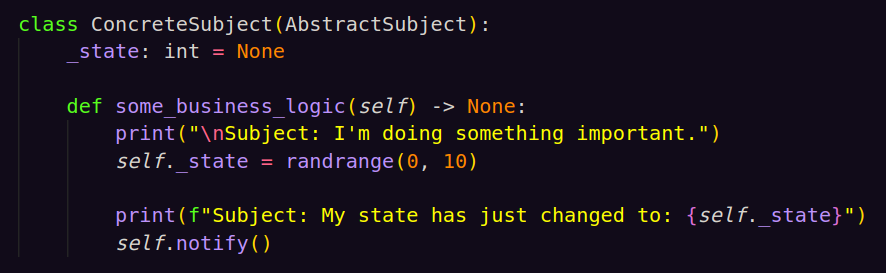 class ConcreteSubject(AbstractSubject):
    _state: int = None

    def some_business_logic(self) -> None:
        print("\nSubject: I'm doing something important.")
        self._state = randrange(0, 10)

        print(f"Subject: My state has just changed to: {self._state}")
        self.notify()